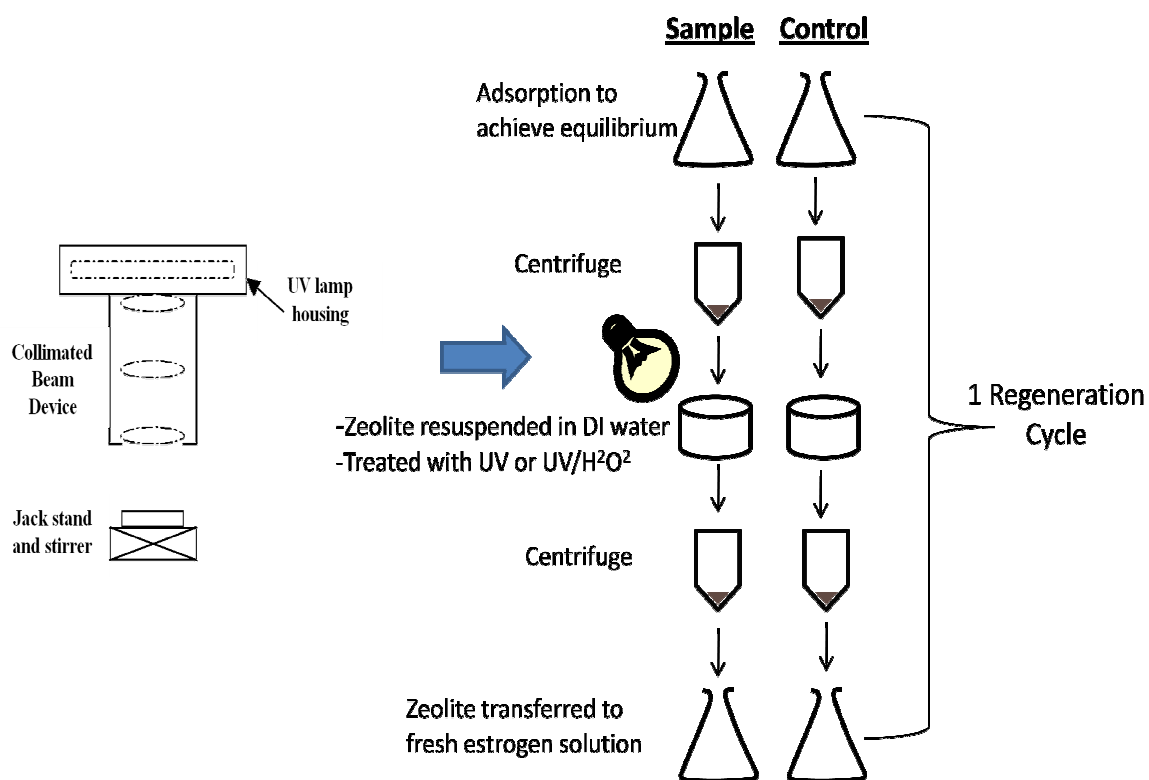 Sample Control
Adsorption to
achieve equilibrium
Centrifuge
UV lamp
housing
Collimated
Beam
Device
-Zeolite resuspended in DI water
-Treated with UV or UV/H²O²
1 Regeneration
Cycle
Jack stand
and stirrer
Centrifuge
Zeolite transferred to
fresh estrogen solution